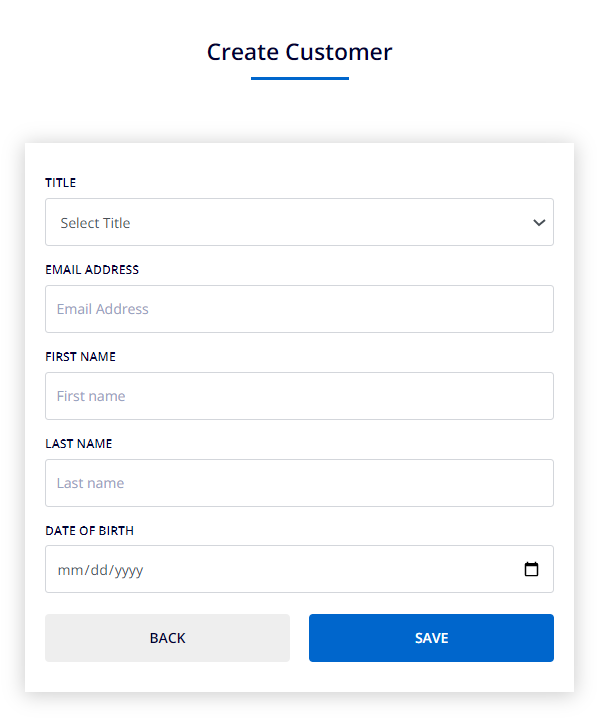 Create Customer
TITLE
Select Title
EMAIL ADDRESS
Email Address
FIRST NAME
First name
LAST NAME
Last name
DATE OF BIRTH
mm/dd/yyyy
BACK SAVE